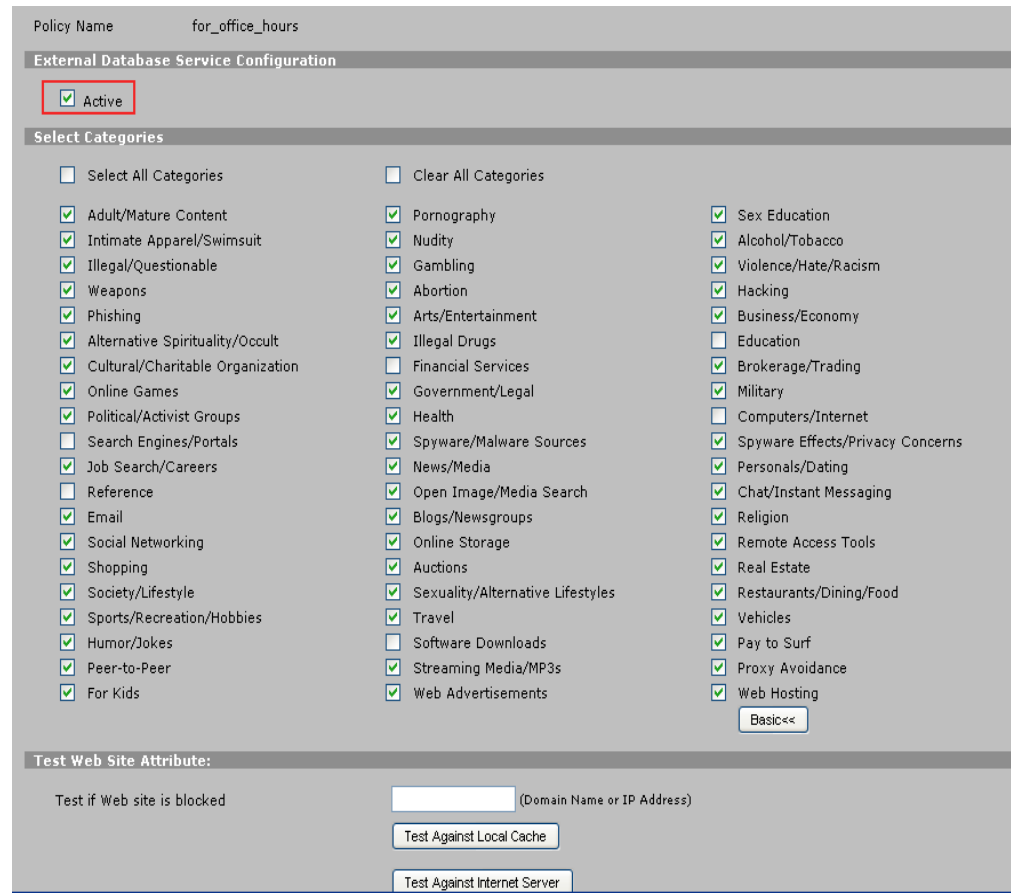 Policy Name for_office_hours
External Database Service Configuration
Active
Select Categories
Select All Categories Clear All Categories
Adult/Mature Content Pornography Sex Education
Intimate Apparel/Swimsuit Nudity Alcohol/Tobacco
Illegal/Questionable Gambling Violence/Hate/Racism
Weapons Abortion Hacking
Phishing Arts/Entertainment Business/Economy
Alternative Spirituality/Occult Illegal Drugs Education
Cultural/Charitable Organization Financial Services Brokerage/Trading
Online Games Government/Legal Military
Political/Activist Groups Health Computers/Internet
Search Engines/Portals Spyware/Malware Sources Spyware Effects/Privacy Concerns
Job Search/Careers News/Media Personals/Dating
Reference Open Image/Media Search Chat/Instant Messaging
Email Blogs/Newsgroups Religion
Social Networking Online Storage Remote Access Tools
Shopping Auctions Real Estate
Society/Lifestyle Sexuality/Alternative Lifestyles Restaurants/Dining/Food
Sports/Recreation/Hobbies Travel Vehicles
Humor/Jokes Software Downloads Pay to Surf
Peer-to-Peer Streaming Media/MP3s Proxy Avoidance
For Kids Web Advertisements Web Hosting
Basic<<
Test Web Site Attribute:
Test if Web site is blocked (Domain Name or IP Address)
Test Against Local Cache
Test Against Internet Server